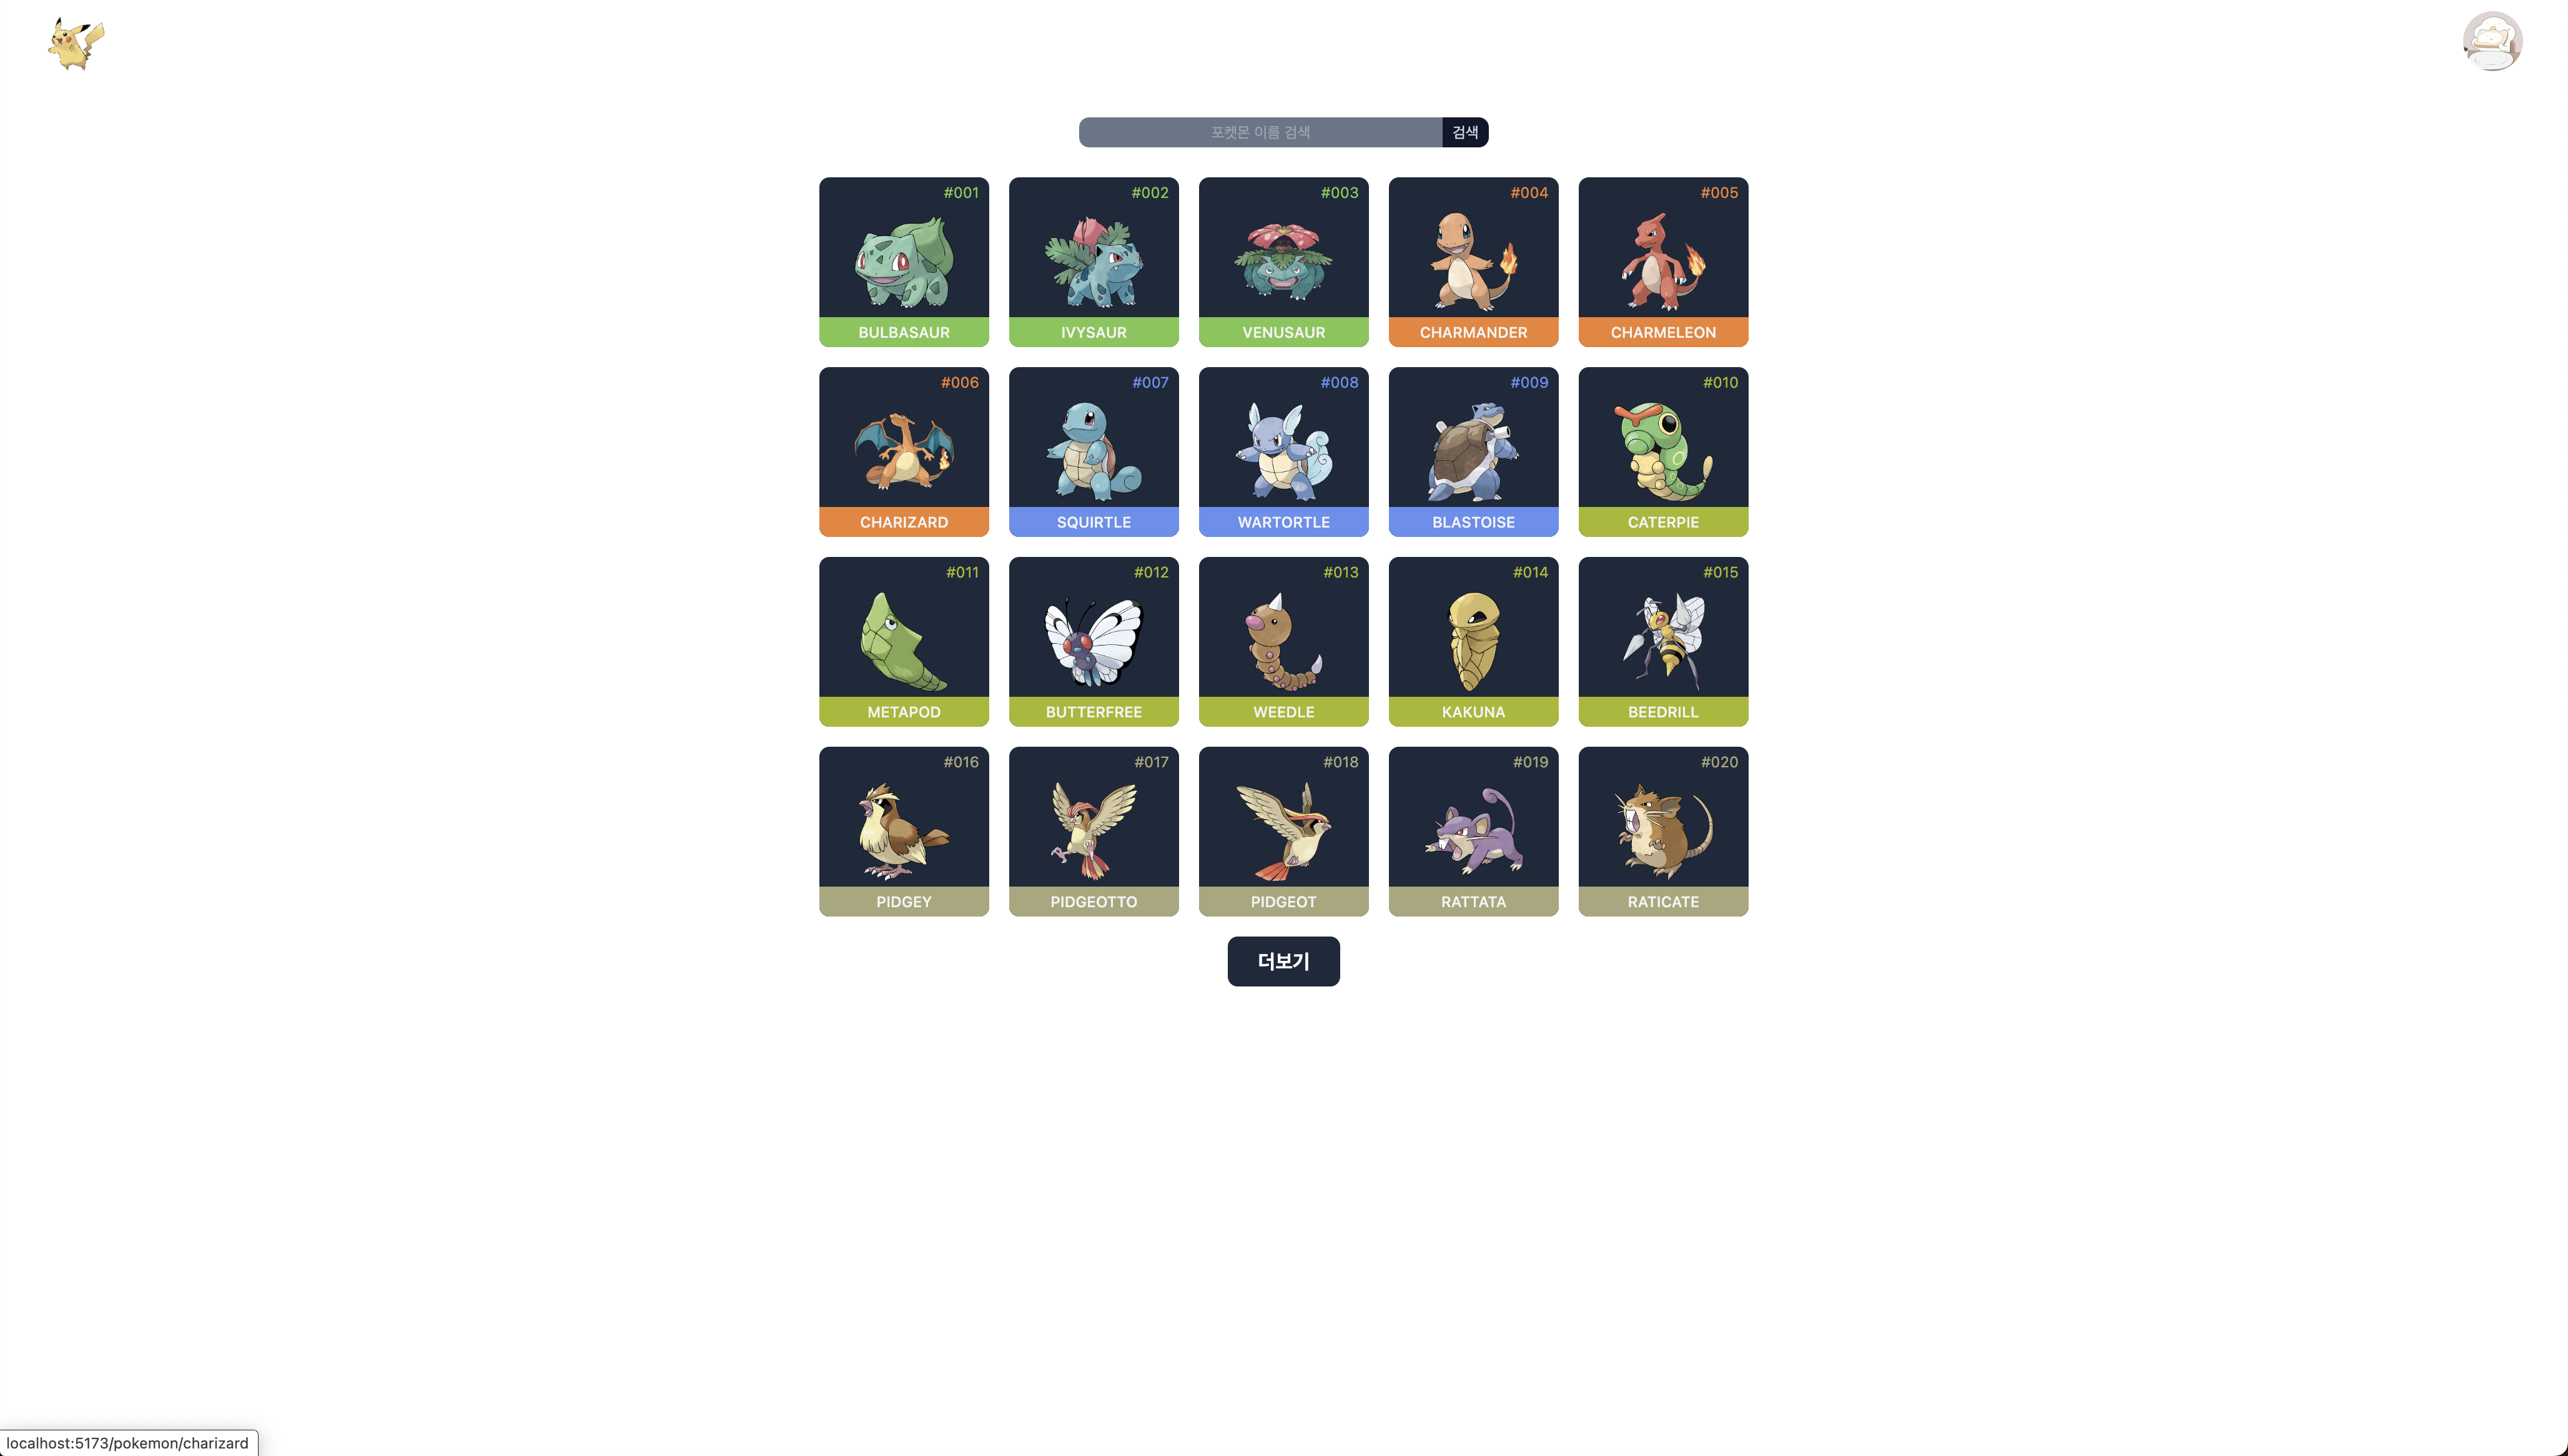 포켓몬 이름 검색 검색
#001 #002 #003 #004 #005
BULBASAUR IVYSAUR VENUSAUR CHARMANDER CHARMELEON
#006 #007 #008 #009 #010
CHARIZARD SQUIRTLE WARTORTLE BLASTOISE CATERPIE
#011 #012 #013 #014 #015
METAPOD BUTTERFREE WEEDLE KAKUNA BEEDRILL
#016 #017 #018 #019 #020
PIDGEY PIDGEOTTO PIDGEOT RATTATA RATICATE
더보기
localhost:5173/pokemon/charizard